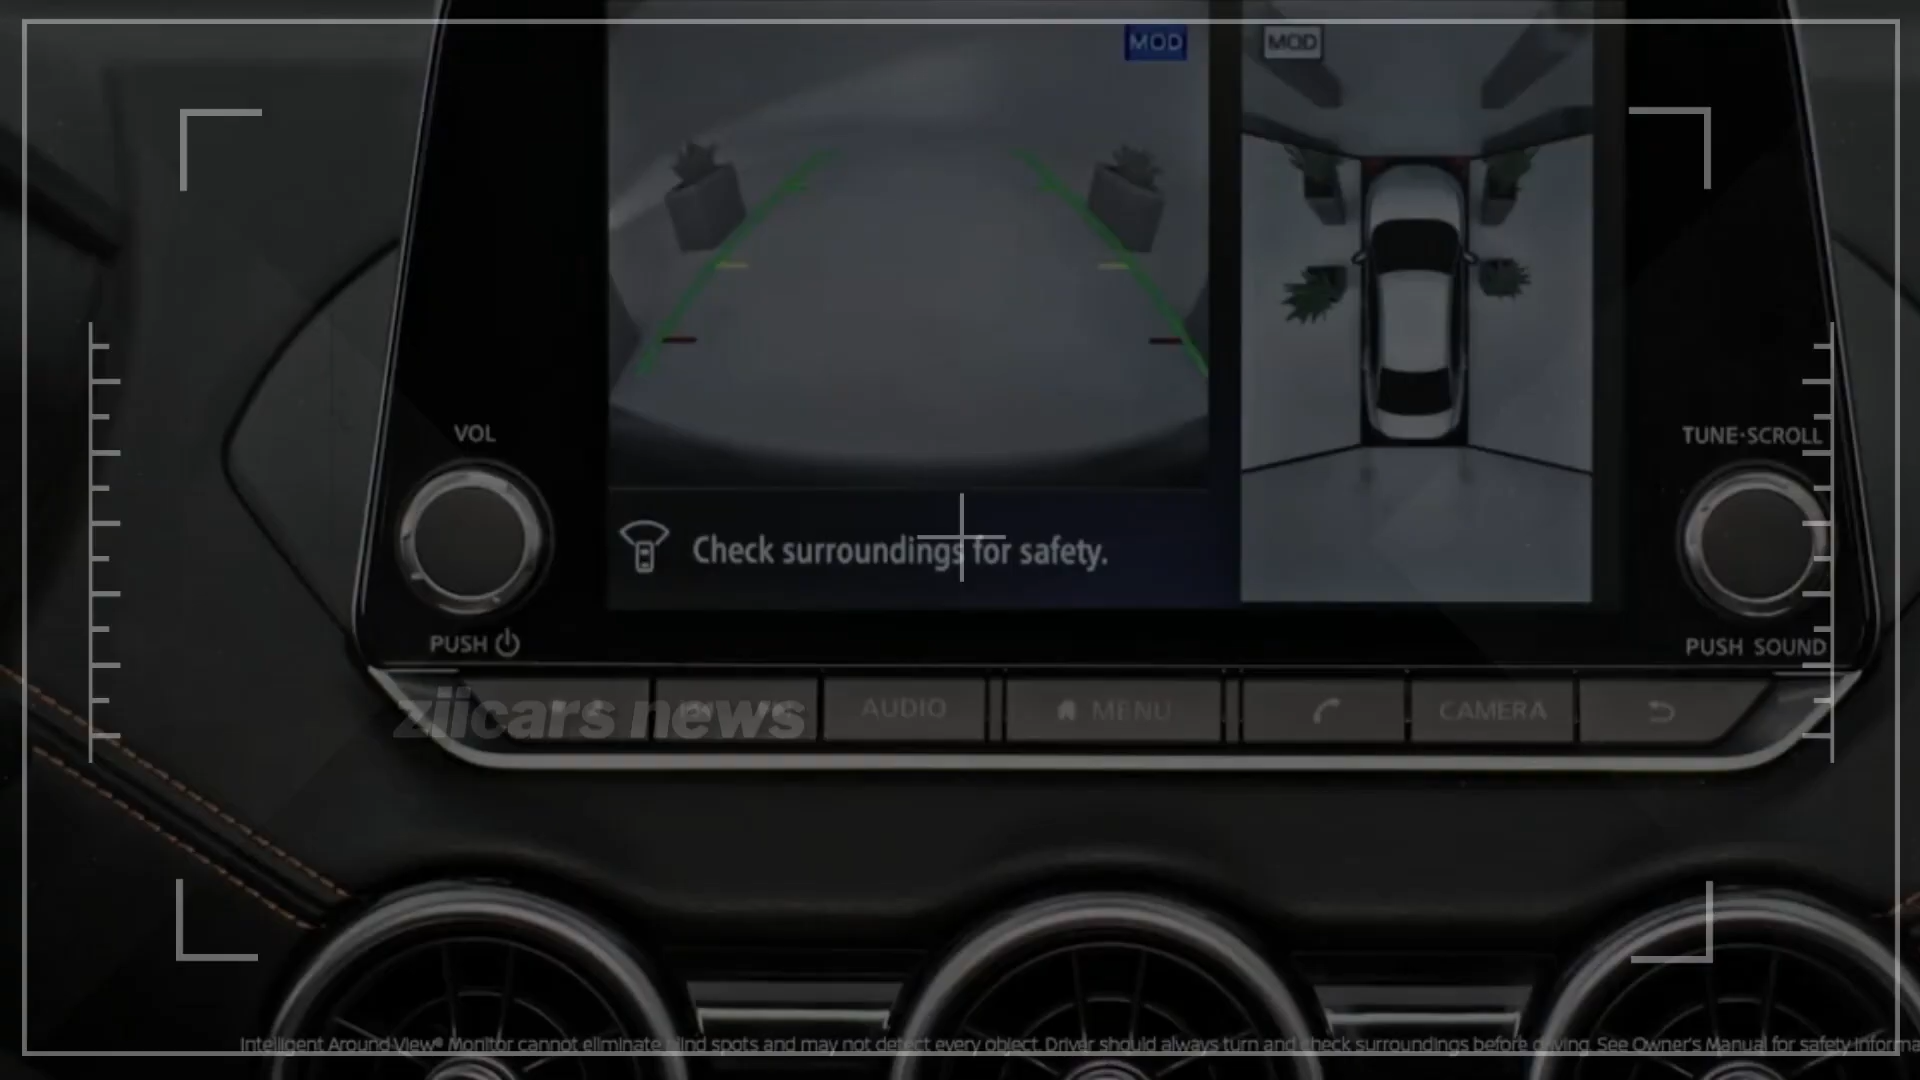 MOD
MOD
VOL
TUNE·SCROLL
Check surroundings for safety.
PUSH
PUSH SOUND
ziicars news
AUDIO
MENU
CAMERA
Intelligent Around View® Monitor cannot eliminate blind spots and may not detect every object. Driver should always turn and check surroundings before driving. See Owner's Manual for safety